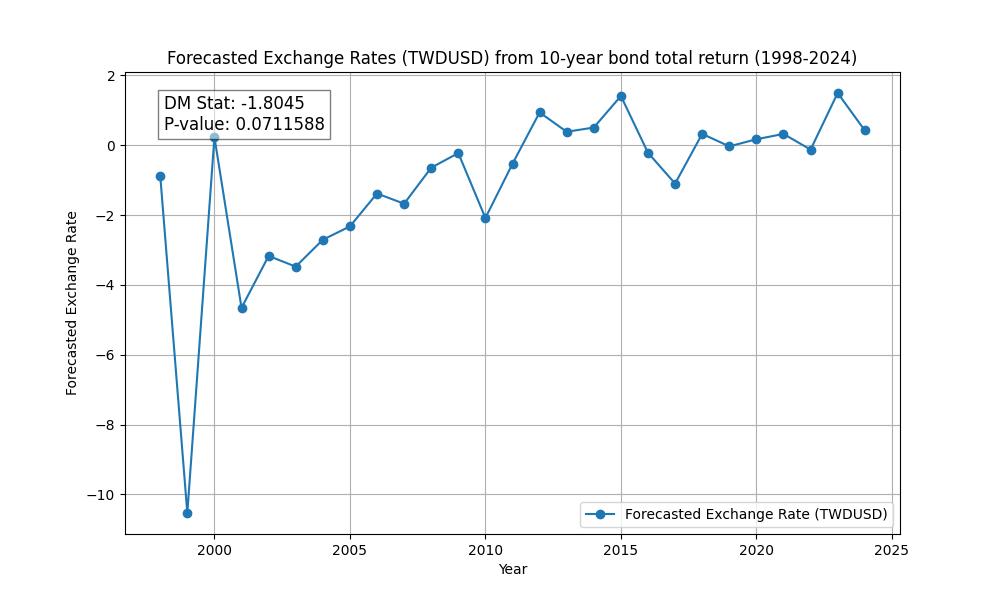 Forecasted Exchange Rates (TWDUSD) from 10-year bond total return (1998-2024)
DM Stat: -1.8045
P-value: 0.0711588
Forecasted Exchange Rate
2
0
−2
−4
−6
−8
−10
Forecasted Exchange Rate (TWDUSD)
2000
2005
2010
2015
2020
2025
Year